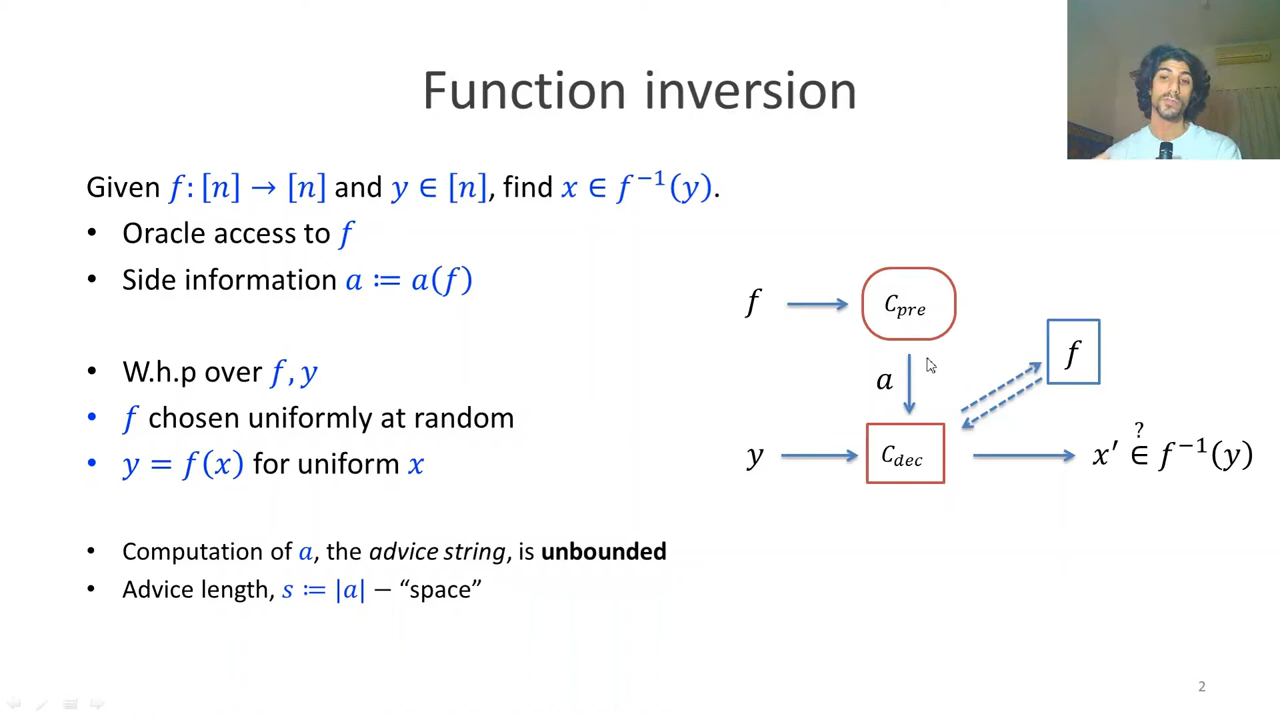 Function inversion
Given f: [n] → [n] and y ∈ [n], find x ∈ f⁻¹(y).
• Oracle access to f
• Side information a ≔ a(f)
• W.h.p over f, y
• f chosen uniformly at random
• y = f(x) for uniform x
• Computation of a, the advice string, is unbounded
• Advice length, s ≔ |a| – “space”
f
C_pre
f
a
y
C_dec
?
x′ ∈ f⁻¹(y)
2